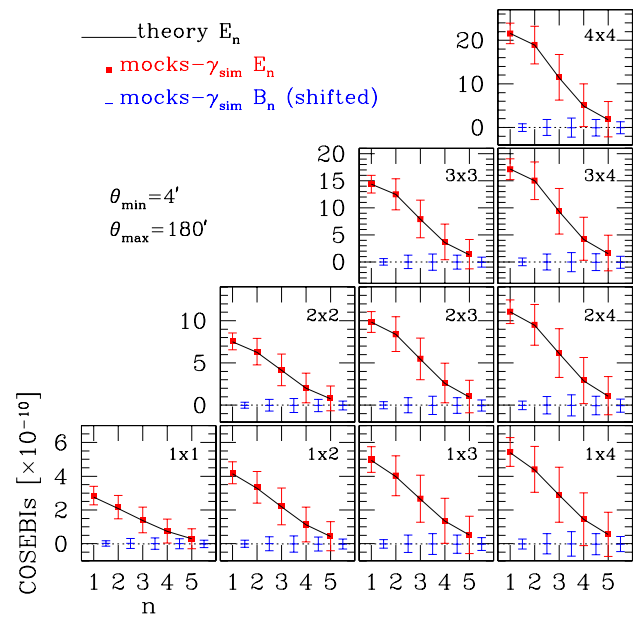 theory Eₙ
mocks−γ_sim Eₙ
mocks−γ_sim Bₙ (shifted)
θ_min=4′
θ_max=180′
4x4
20
10
0
3x3
3x4
20
15
10
5
0
2x2
2x3
2x4
10
5
0
1x1
1x2
1x3
1x4
6
4
2
0
COSEBIs [×10⁻¹⁰]
1 2 3 4 5 1 2 3 4 5 1 2 3 4 5 1 2 3 4 5
n